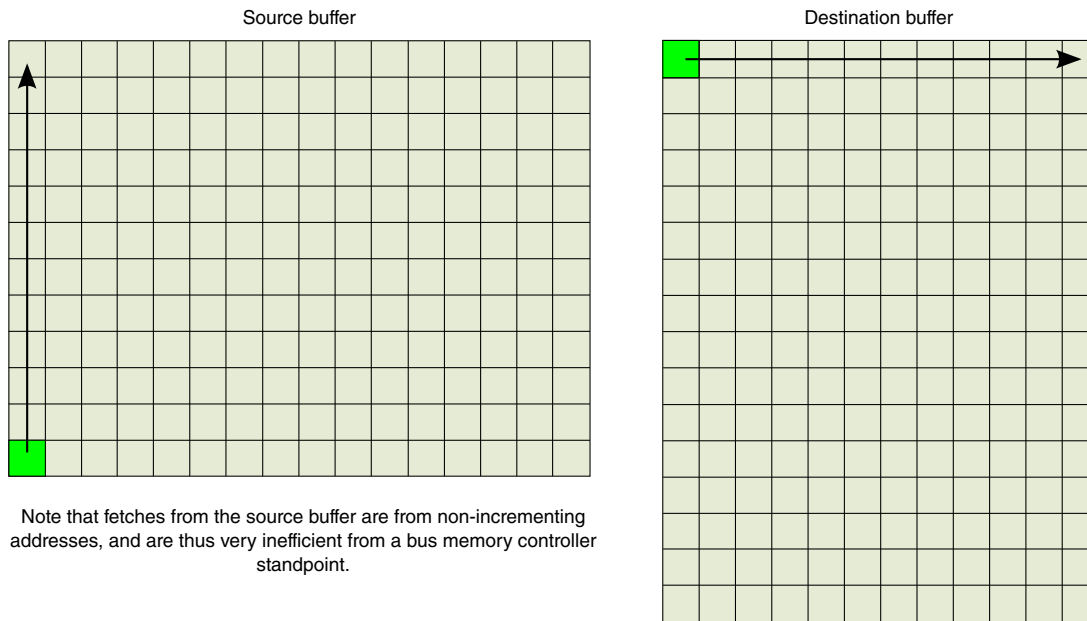 Source buffer
Destination buffer
Note that fetches from the source buffer are from non-incrementing
addresses, and are thus very inefficient from a bus memory controller
standpoint.